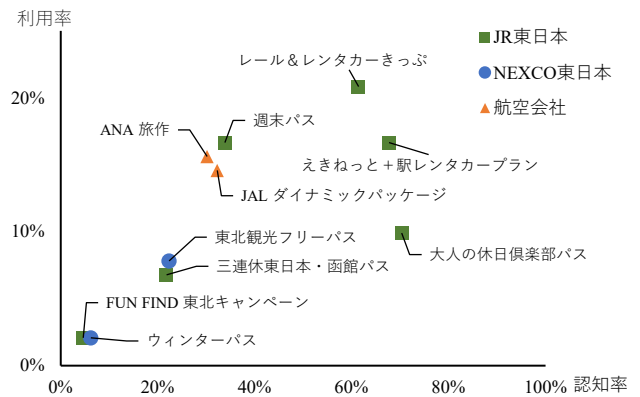 利用率
JR東日本
レール＆レンタカーきっぷ
NEXCO東日本
20%
航空会社
週末パス
ANA 旅作
えきねっと＋駅レンタカープラン
JAL ダイナミックパッケージ
10%
東北観光フリーパス
大人の休日倶楽部パス
三連休東日本・函館パス
FUN FIND 東北キャンペーン
ウィンターパス
0%
0% 20% 40% 60% 80% 100% 認知率